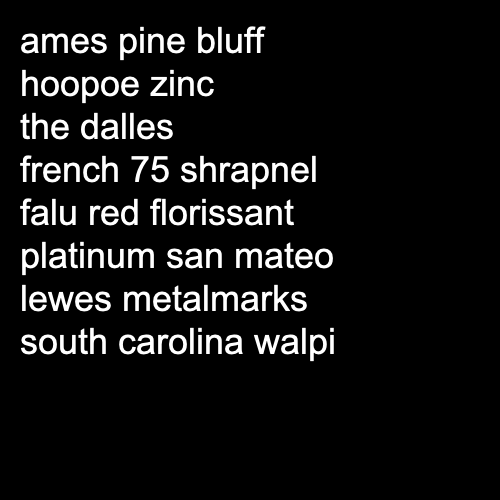 ames pine bluff
hoopoe zinc
the dalles
french 75 shrapnel
falu red florissant
platinum san mateo
lewes metalmarks
south carolina walpi